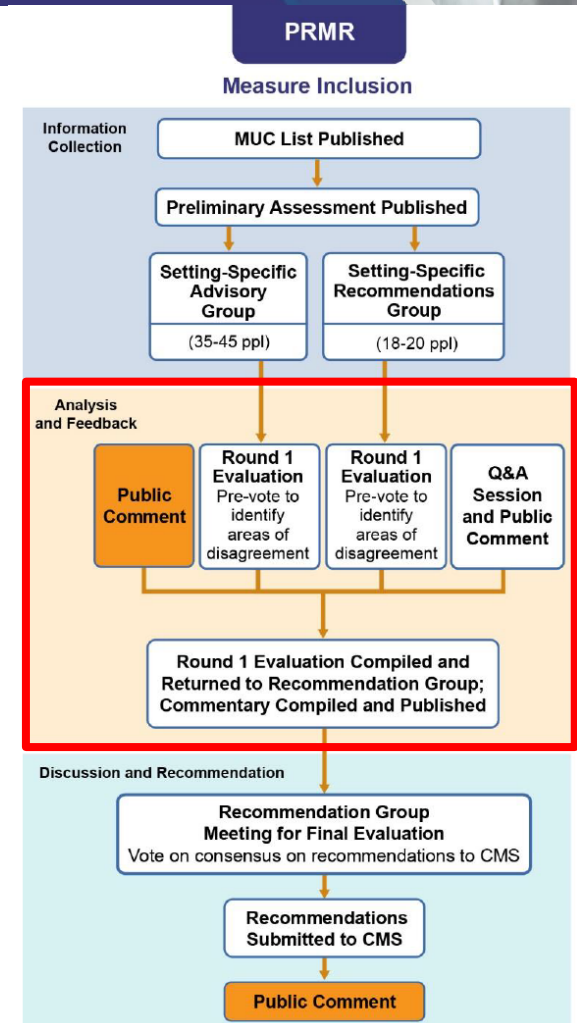 PRMR
Measure Inclusion
Information
Collection
MUC List Published
Preliminary Assessment Published
Setting-Specific
Advisory
Group
(35-45 ppl)
Setting-Specific
Recommendations
Group
(18-20 ppl)
Analysis
and Feedback
Public
Comment
Round 1
Evaluation
Pre-vote to
identify
areas of
disagreement
Round 1
Evaluation
Pre-vote to
identify
areas of
disagreement
Q&A
Session
and Public
Comment
Round 1 Evaluation Compiled and
Returned to Recommendation Group;
Commentary Compiled and Published
Discussion and Recommendation
Recommendation Group
Meeting for Final Evaluation
Vote on consensus on recommendations to CMS
Recommendations
Submitted to CMS
Public Comment